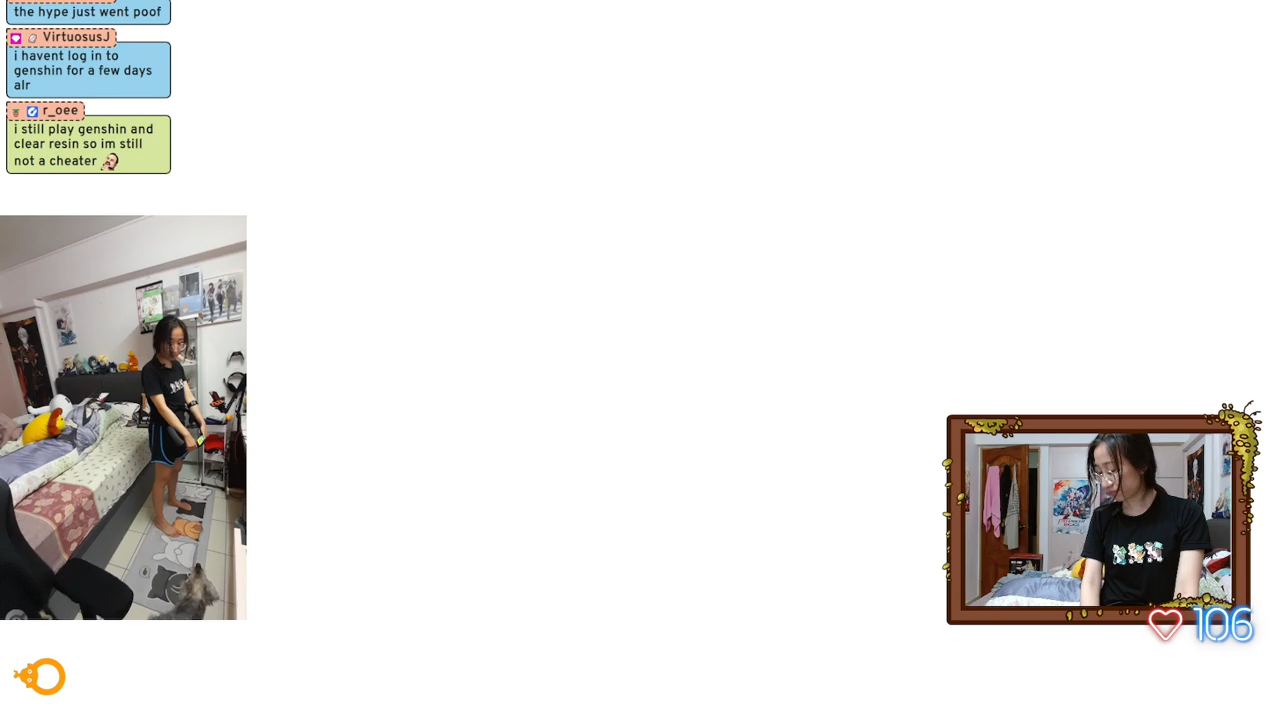 the hype just went poof
VirtuosusJ
i havent log in to
genshin for a few days
alr
r_oee
i still play genshin and
clear resin so im still
not a cheater
106